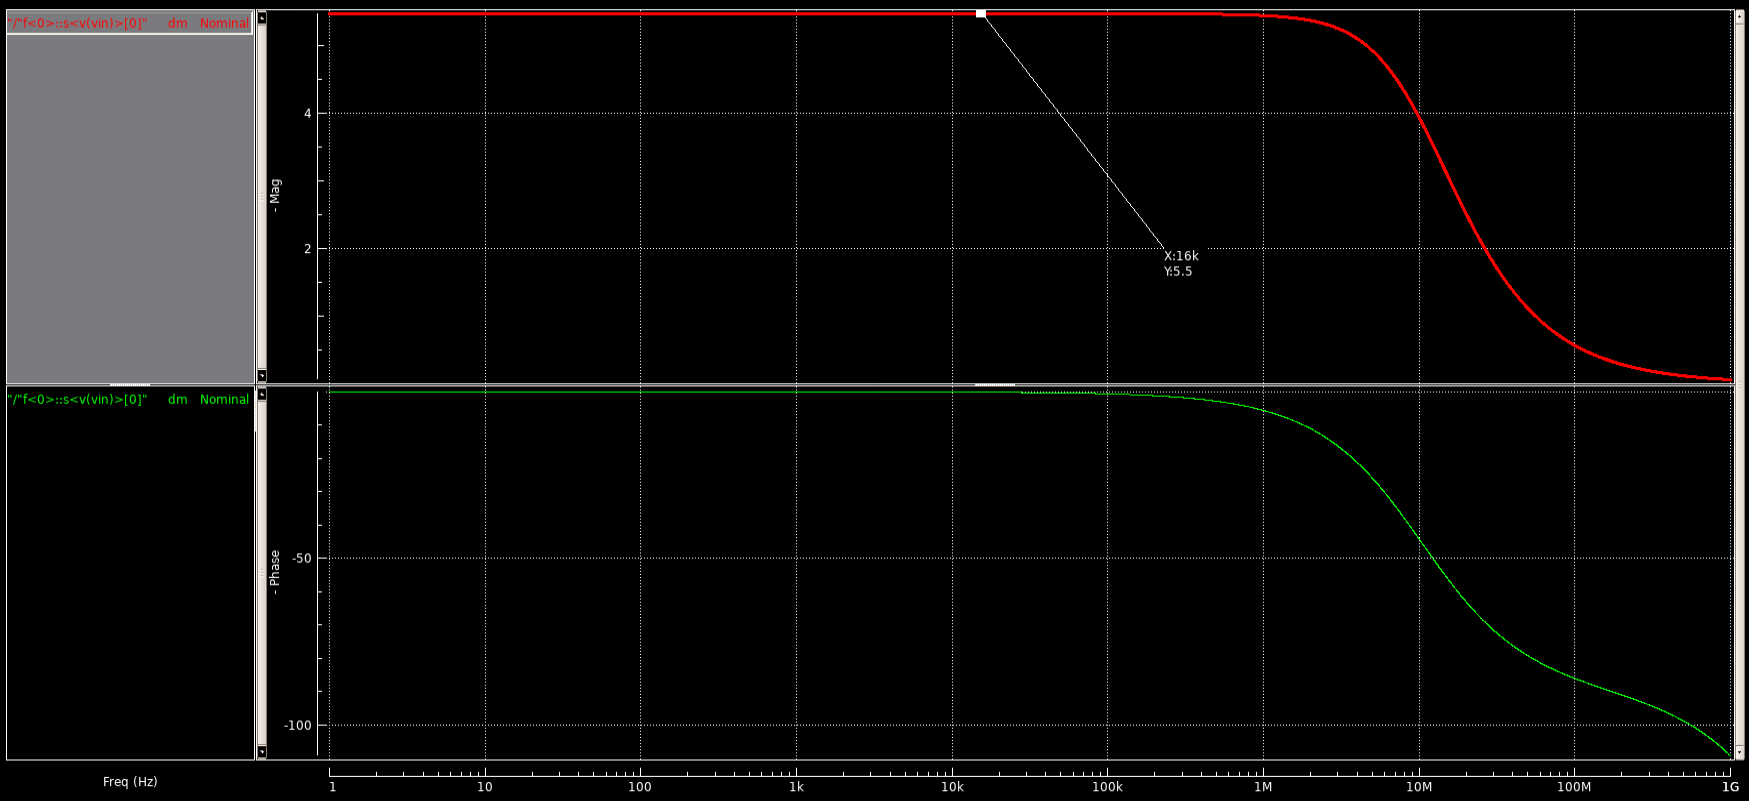 "/"f<0>::s<v(vin)>[0]" dm Nominal
- Mag
4
2
X:16k
Y:5.5
"/"f<0>::s<v(vin)>[0]" dm Nominal
- Phase
-50
-100
Freq (Hz)
1 10 100 1k 10k 100k 1M 10M 100M 1G